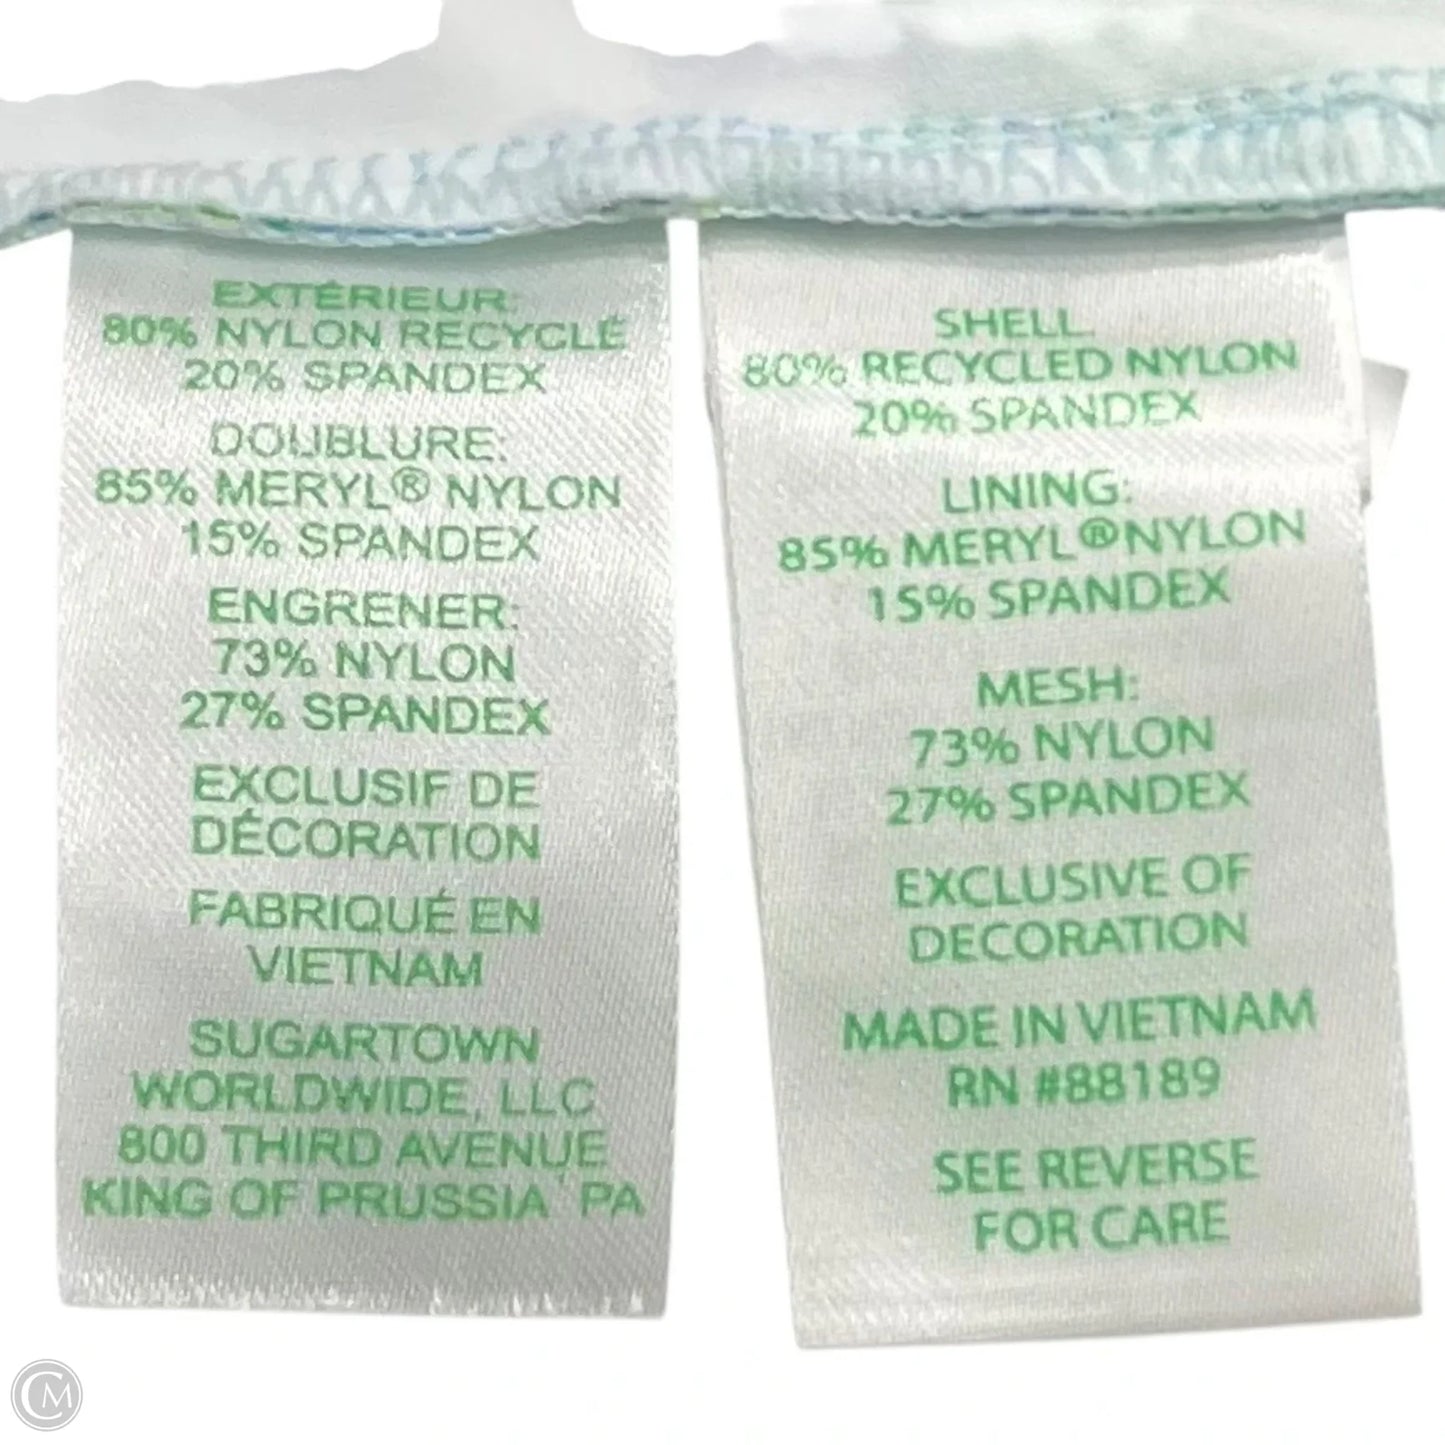 EXTÉRIEUR:
80% NYLON RECYCLÉ
20% SPANDEX
DOUBLURE:
85% MERYL® NYLON
15% SPANDEX
ENGRENER:
73% NYLON
27% SPANDEX
EXCLUSIF DE
DÉCORATION
FABRIQUÉ EN
VIETNAM
SUGARTOWN
WORLDWIDE, LLC
800 THIRD AVENUE
KING OF PRUSSIA, PA
SHELL
80% RECYCLED NYLON
20% SPANDEX
LINING:
85% MERYL®NYLON
15% SPANDEX
MESH:
73% NYLON
27% SPANDEX
EXCLUSIVE OF
DECORATION
MADE IN VIETNAM
RN #88189
SEE REVERSE
FOR CARE
CM